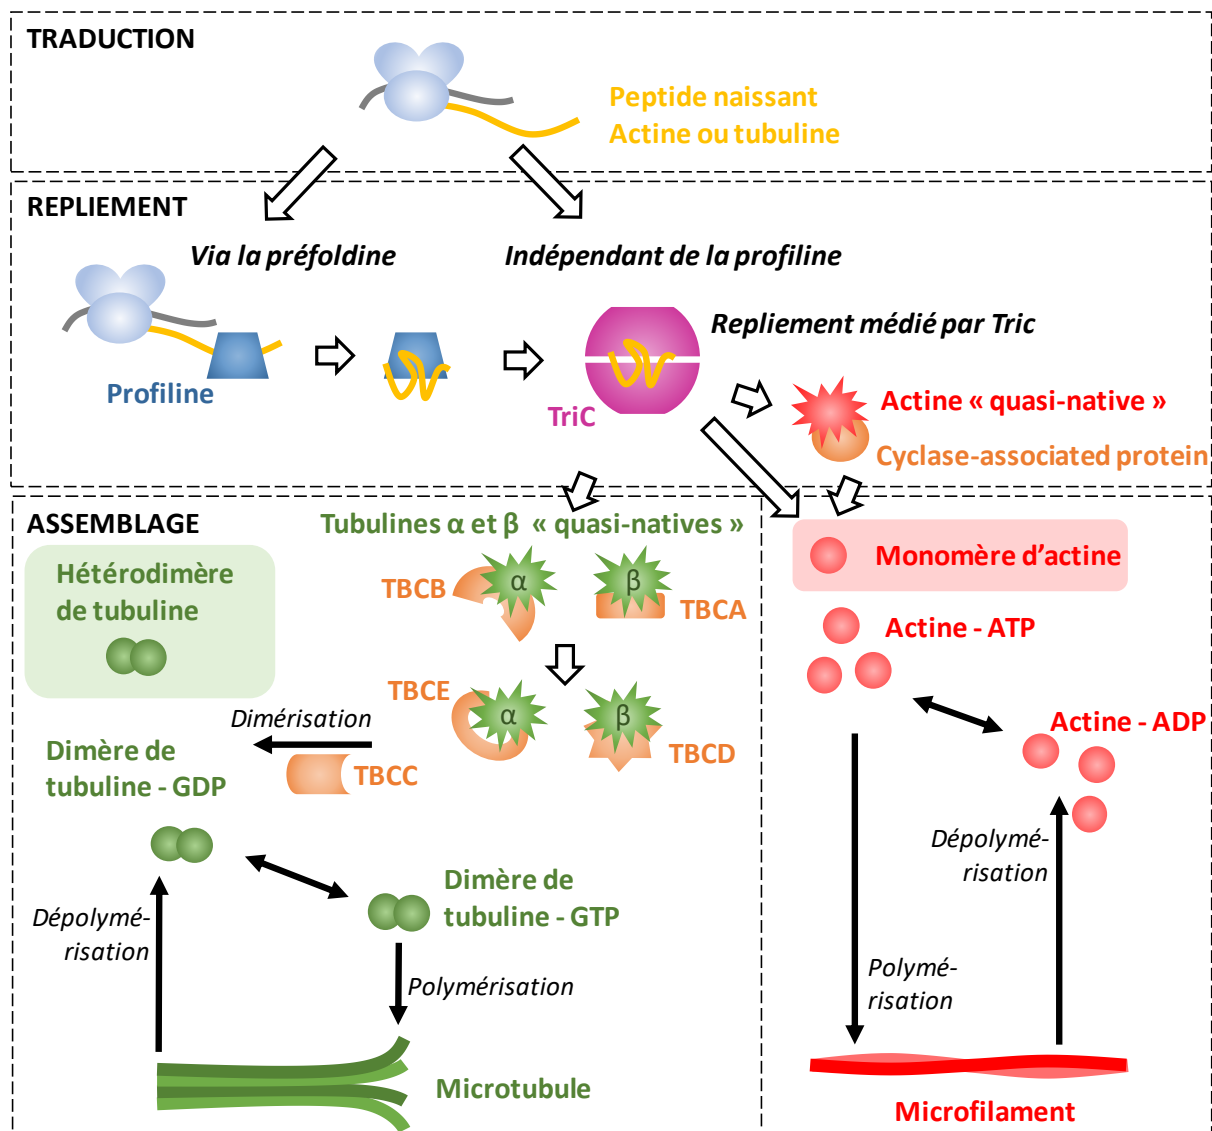 TRADUCTION
Peptide naissant
Actine ou tubuline
REPLIEMENT
Via la préfoldine
Indépendant de la profiline
Repliement médié par Tric
Profiline
TriC
Actine « quasi-native »
Cyclase-associated protein
ASSEMBLAGE
Tubulines α et β « quasi-natives »
Hétérodimère
de tubuline
TBCB
α
β
TBCA
TBCE
α
β
TBCD
Dimérisation
TBCC
Dimère de
tubuline - GDP
Dimère de
tubuline - GTP
Dépolymé-
risation
Polymérisation
Microtubule
Monomère d’actine
Actine - ATP
Actine - ADP
Dépolymé-
risation
Polymé-
risation
Microfilament